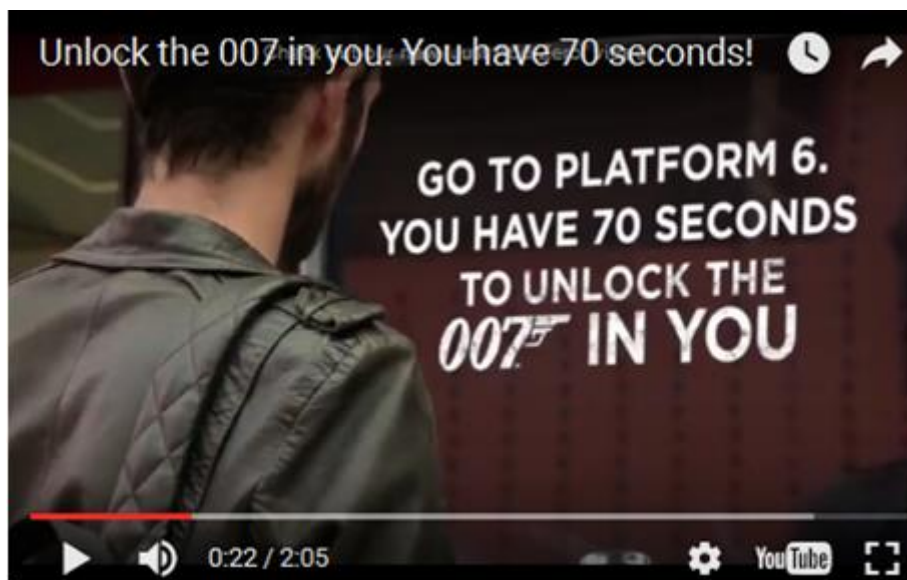 Unlock the 007 in you. You have 70 seconds!
GO TO PLATFORM 6.
YOU HAVE 70 SECONDS
TO UNLOCK THE
007 IN YOU
0:22 / 2:05
YouTube